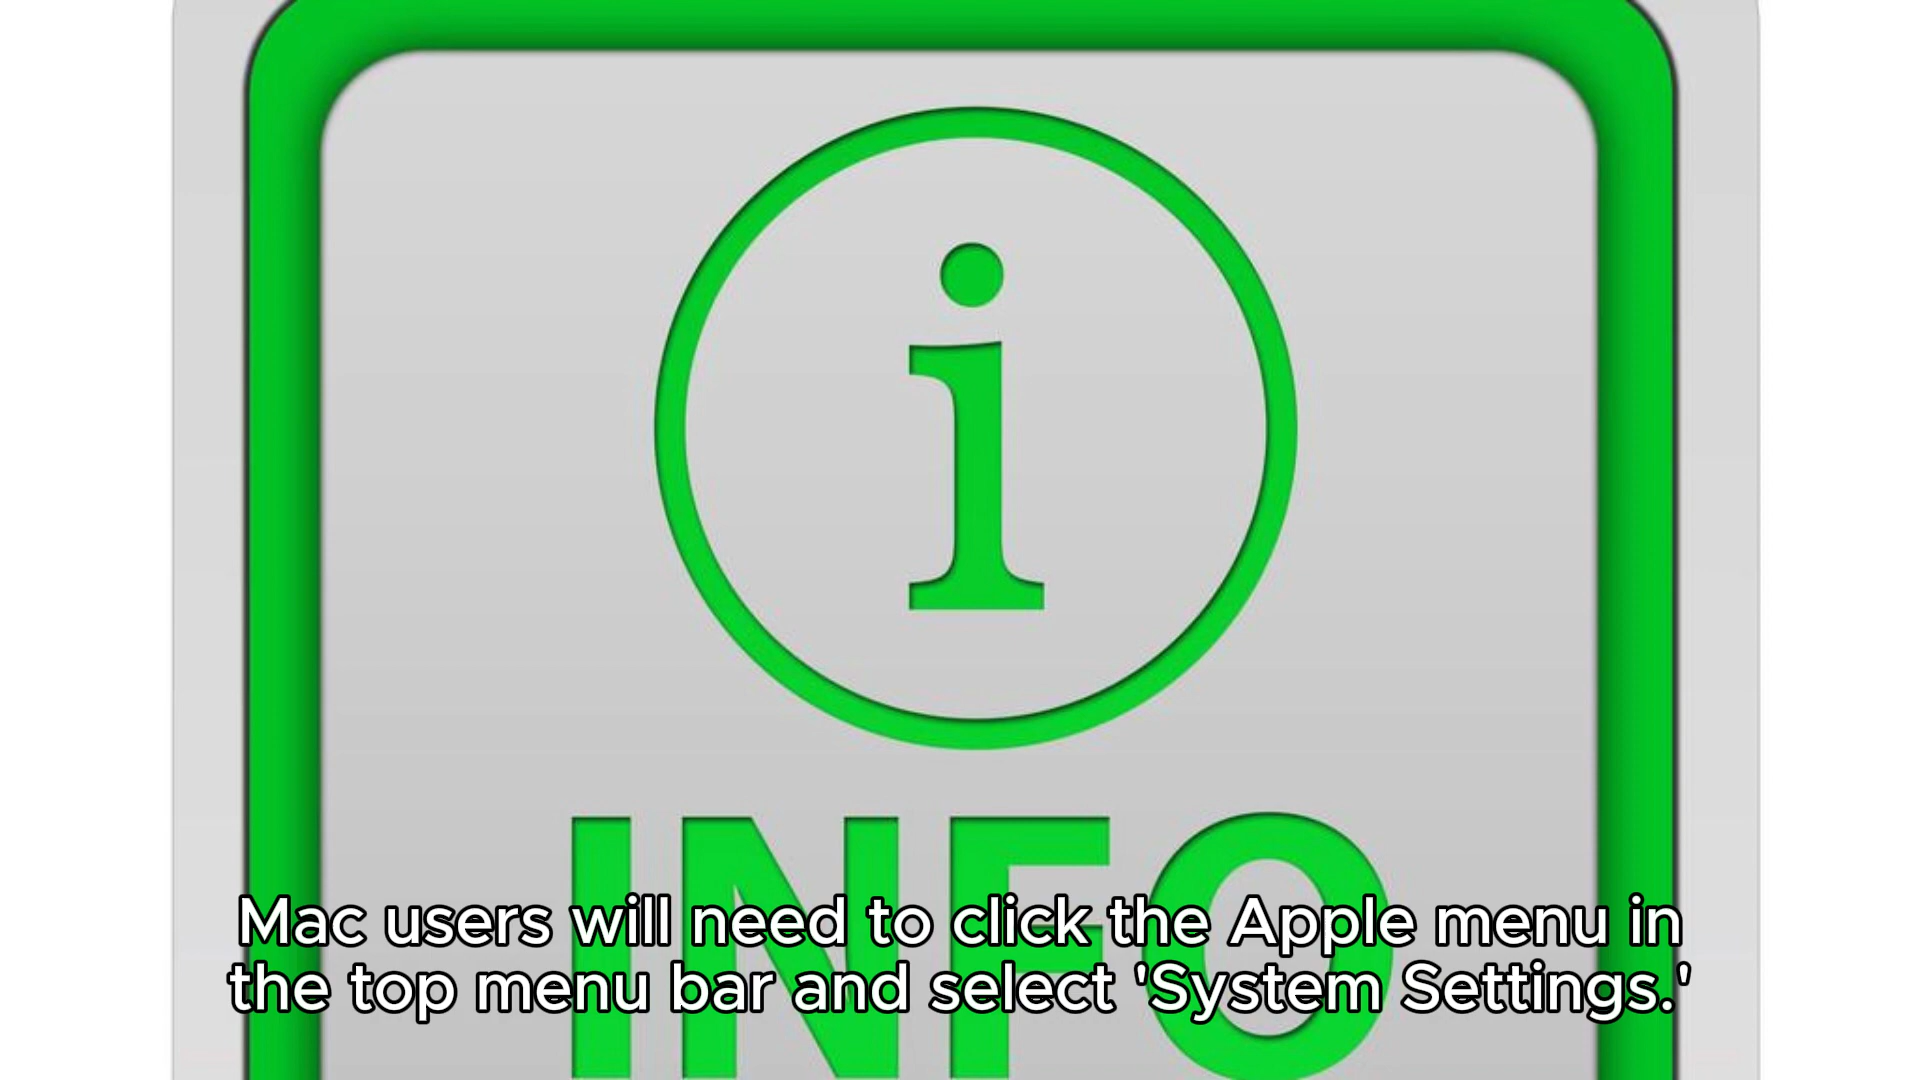 i
INFO
Mac users will need to click the Apple menu in
the top menu bar and select 'System Settings.'